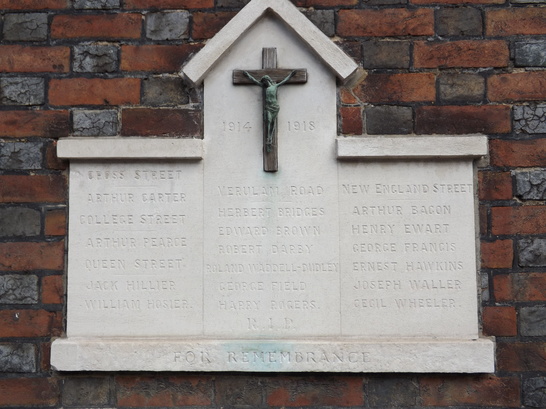 1914 1918
CROSS STREET
ARTHUR CARTER
COLLEGE STREET
ARTHUR PEARCE
QUEEN STREET.
JACK HILLIER
WILLIAM HOSIER.
VERULAM ROAD
HERBERT BRIDGES
EDWARD BROWN
ROBERT DARBY
ROLAND WADDELL-DUDLEY
GEORGE FIELD
HARRY ROGERS.
R.I.P.
NEW ENGLAND STREET
ARTHUR BACON
HENRY EWART
GEORGE FRANCIS
ERNEST HAWKINS
JOSEPH WALLER
CECIL WHEELER.
FOR REMEMBRANCE